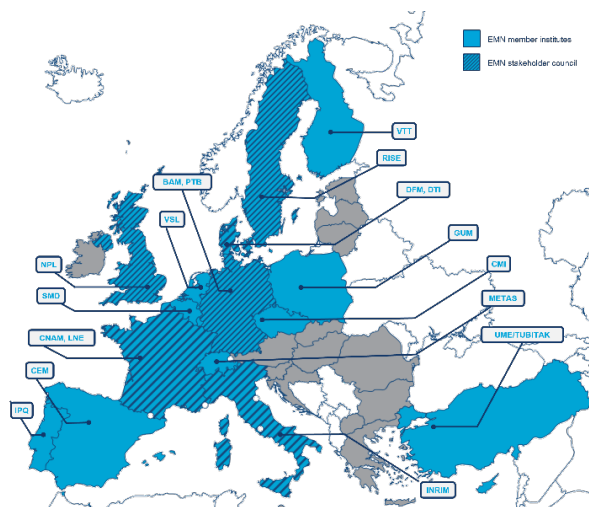 EMN member institutes
EMN stakeholder council
VTT
RISE
BAM, PTB
DFM, DTI
VSL
GUM
NPL
CMI
SMD
METAS
UME/TUBITAK
CNAM, LNE
CEM
IPQ
INRIM